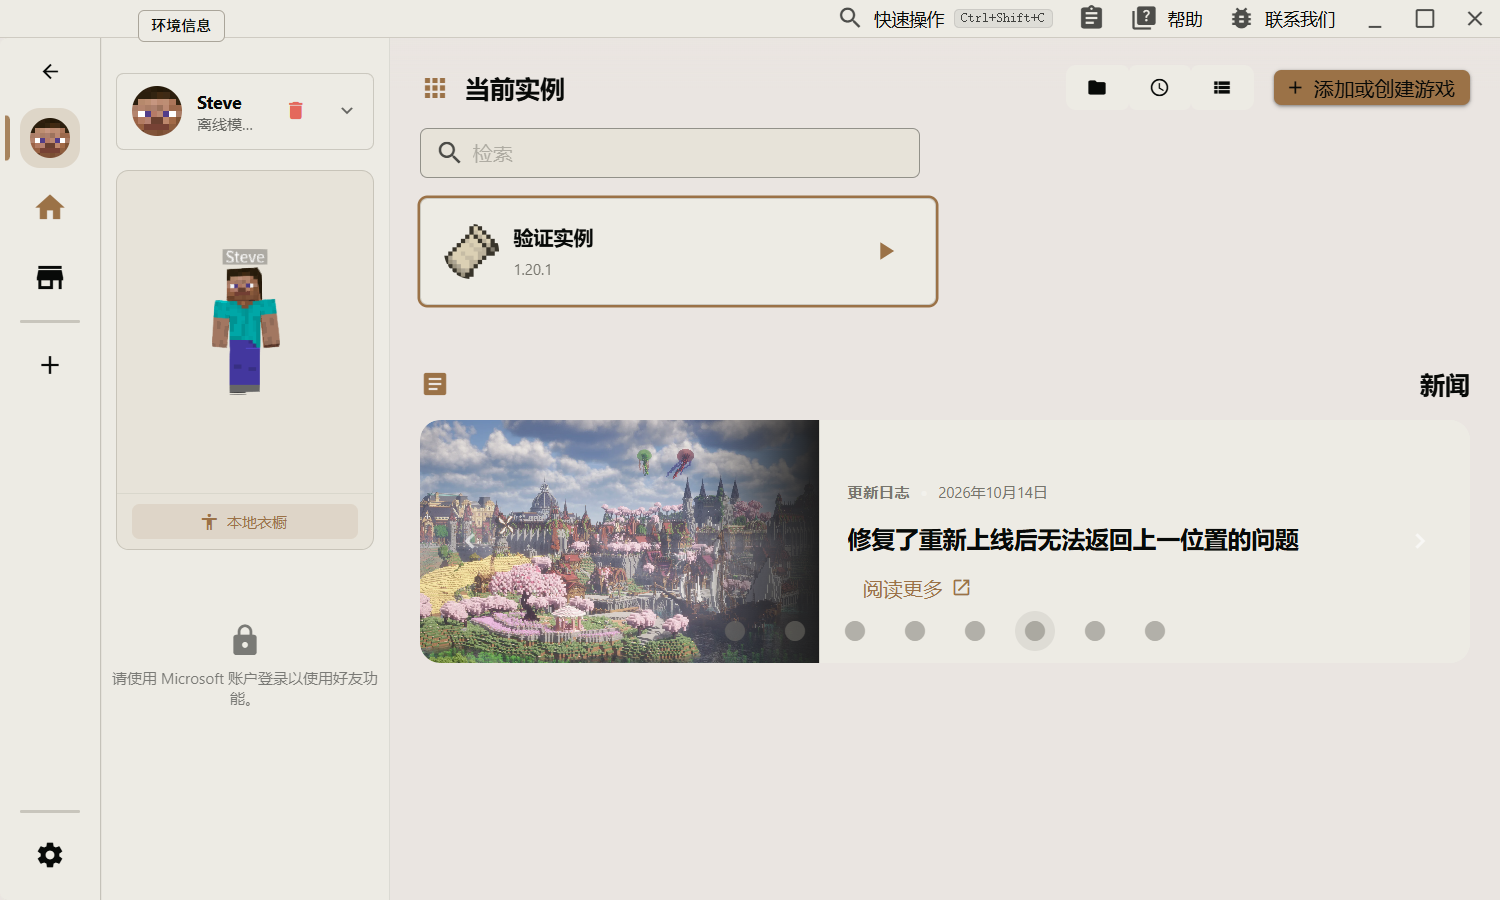 环境信息
快速操作 Ctrl+Shift+C
帮助
联系我们
Steve
离线模...
Steve
本地衣橱
请使用 Microsoft 账户登录以使用好友功
能。
当前实例
添加或创建游戏
检索
验证实例
1.20.1
新闻
更新日志 2026年10月14日
修复了重新上线后无法返回上一位置的问题
阅读更多